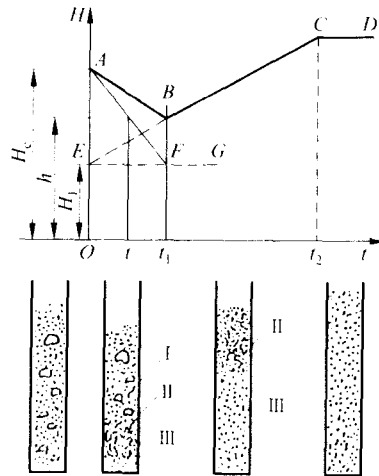 H
C D
A
B
E F G
H_c h H_1
O t t_1 t_2 t
I II
II
III III